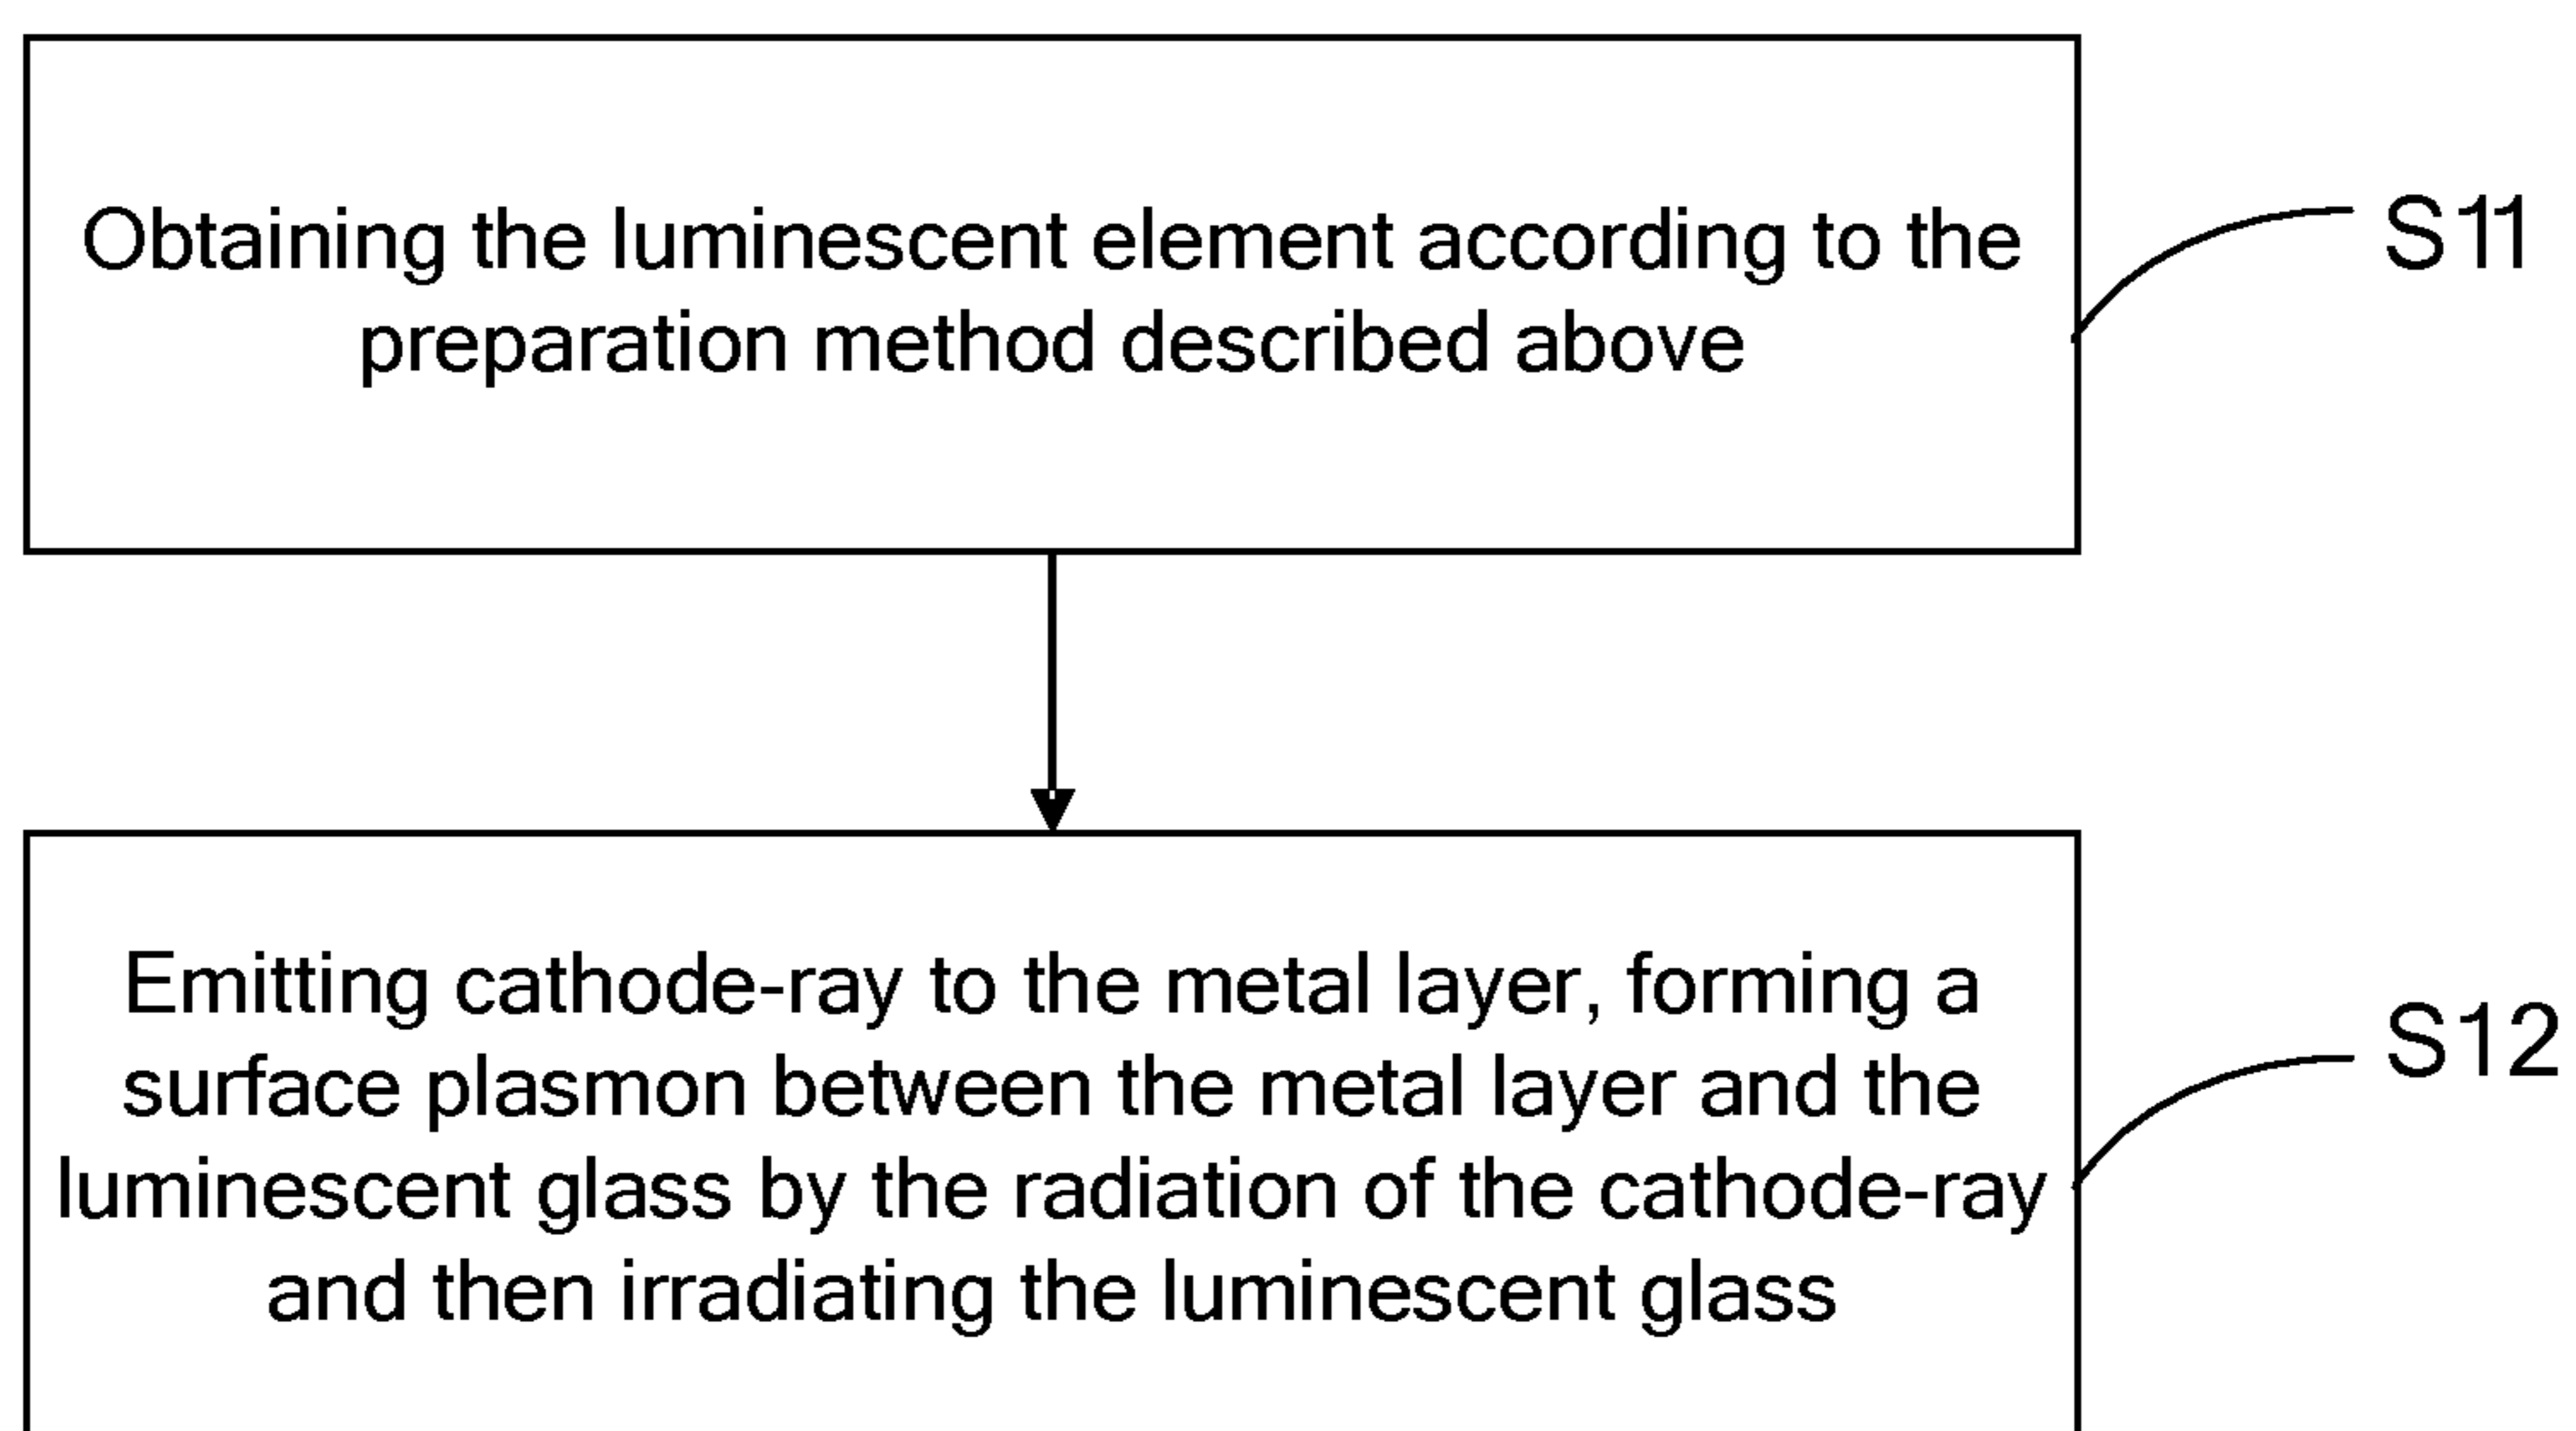 Obtaining the luminescent element according to the
preparation method described above
S11
Emitting cathode-ray to the metal layer, forming a
surface plasmon between the metal layer and the
luminescent glass by the radiation of the cathode-ray
and then irradiating the luminescent glass
S12